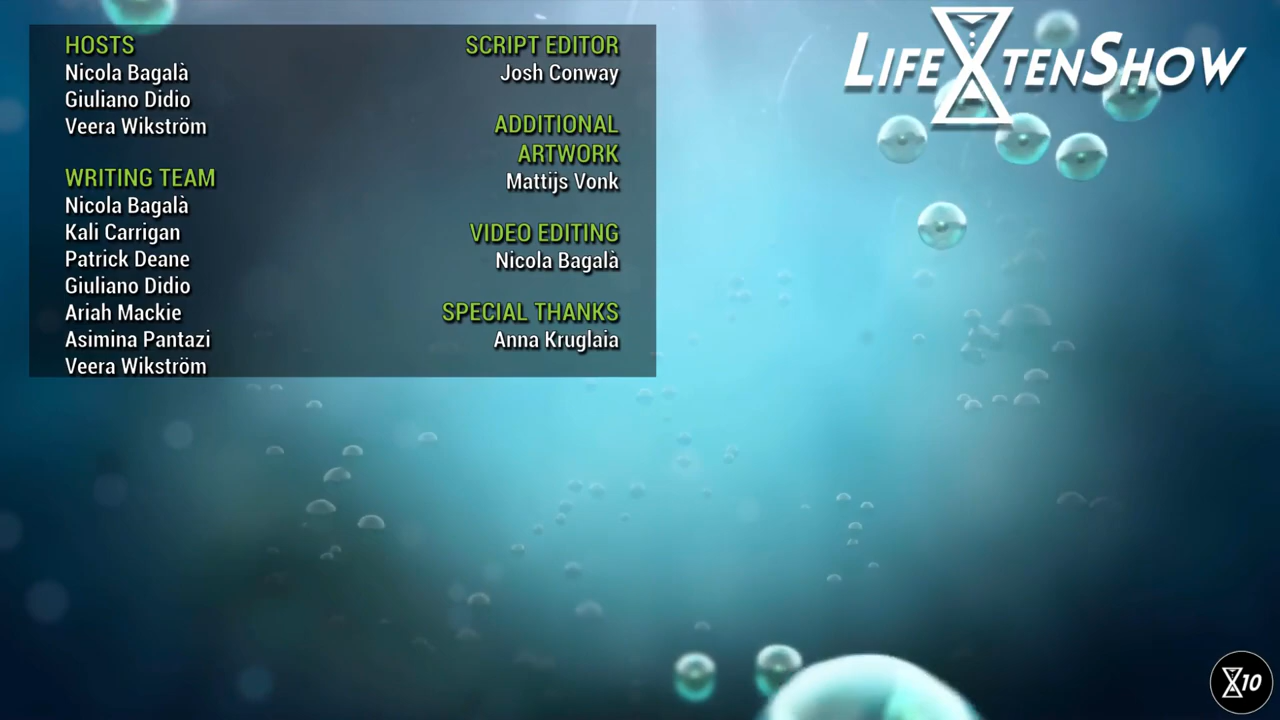 HOSTS
Nicola Bagalà
Giuliano Didio
Veera Wikström
WRITING TEAM
Nicola Bagalà
Kali Carrigan
Patrick Deane
Giuliano Didio
Ariah Mackie
Asimina Pantazi
Veera Wikström
SCRIPT EDITOR
Josh Conway
ADDITIONAL
ARTWORK
Mattijs Vonk
VIDEO EDITING
Nicola Bagalà
SPECIAL THANKS
Anna Kruglaia
LIFEXTENSHOW
X10